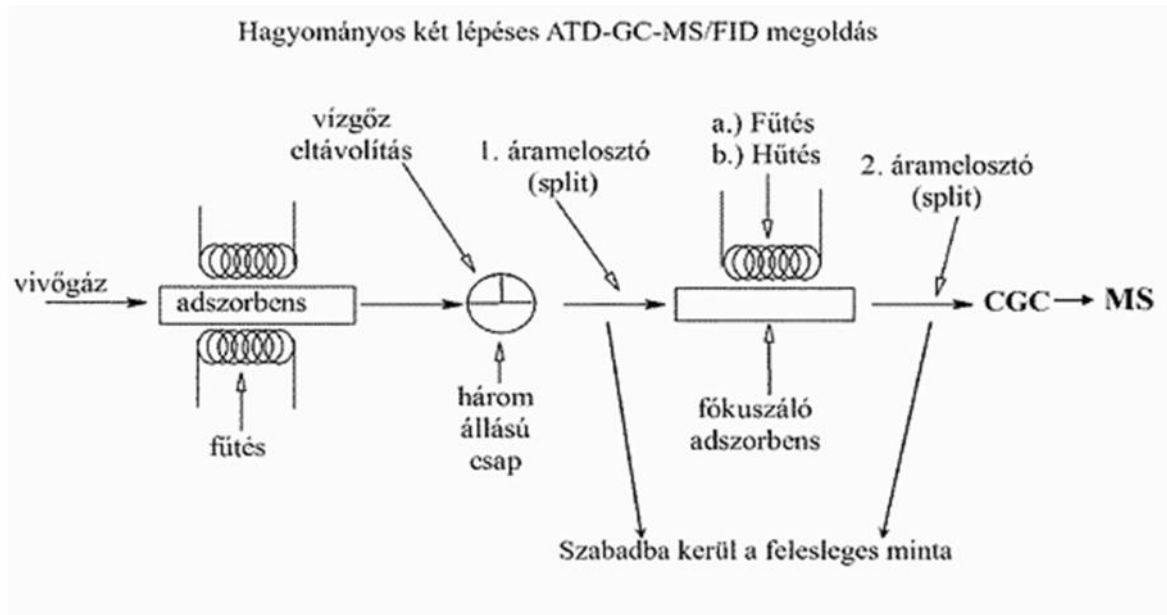 Hagyományos két lépéses ATD-GC-MS/FID megoldás
vízgőz
eltávolítás
1. áramelosztó
(split)
a.) Fűtés
b.) Hűtés
2. áramelosztó
(split)
vivőgáz
adszorbens
CGC
MS
fűtés
három
állású
csap
fókuszáló
adszorbens
Szabadba kerül a felesleges minta